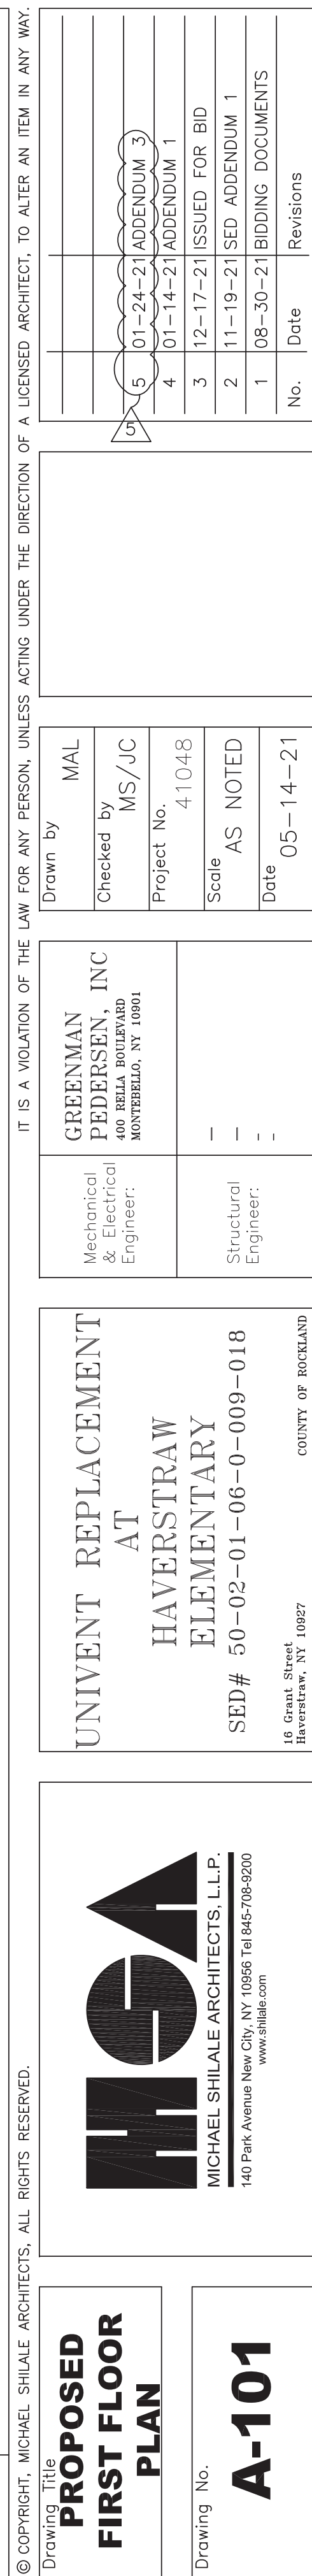 © COPYRIGHT, MICHAEL SHILALE ARCHITECTS, ALL RIGHTS RESERVED.
IT IS A VIOLATION OF THE LAW FOR ANY PERSON, UNLESS ACTING UNDER THE DIRECTION OF A LICENSED ARCHITECT, TO ALTER AN ITEM IN ANY WAY.
Drawing Title
PROPOSED
FIRST FLOOR
PLAN
Drawing No.
A-101
MSA
MICHAEL SHILALE ARCHITECTS, L.L.P.
140 Park Avenue New City, NY 10956 Tel 845-708-9200
www.shilale.com
UNIVENT REPLACEMENT
AT
HAVERSTRAW
ELEMENTARY
SED# 50-02-01-06-0-009-018
16 Grant Street
Haverstraw, NY 10927 COUNTY OF ROCKLAND
Mechanical
& Electrical
Engineer:
GREENMAN
PEDERSEN, INC
400 RELLA BOULEVARD
MONTEBELLO, NY 10901
Structural
Engineer:
Drawn by
MAL
Checked by
MS/JC
Project No.
41048
Scale
AS NOTED
Date
05-14-21
5
5 01-24-21 ADDENDUM 3
4 01-14-21 ADDENDUM 1
3 12-17-21 ISSUED FOR BID
2 11-19-21 SED ADDENDUM 1
1 08-30-21 BIDDING DOCUMENTS
No. Date Revisions